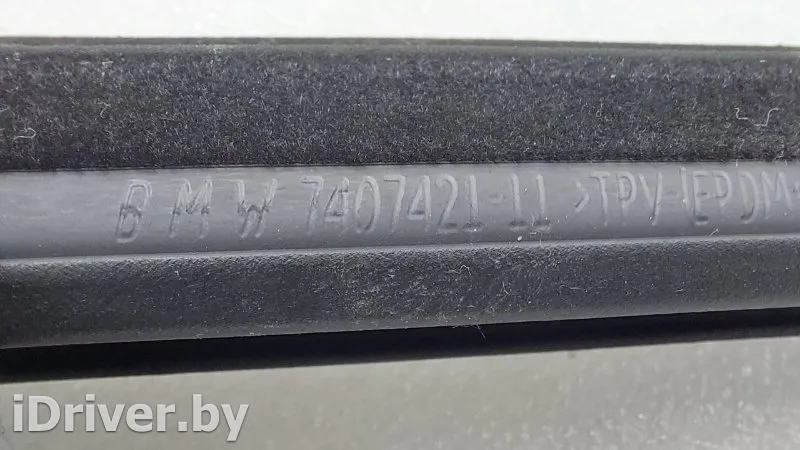 BMW 7407421-11 >TPV-(EPDM+
iDriver.by